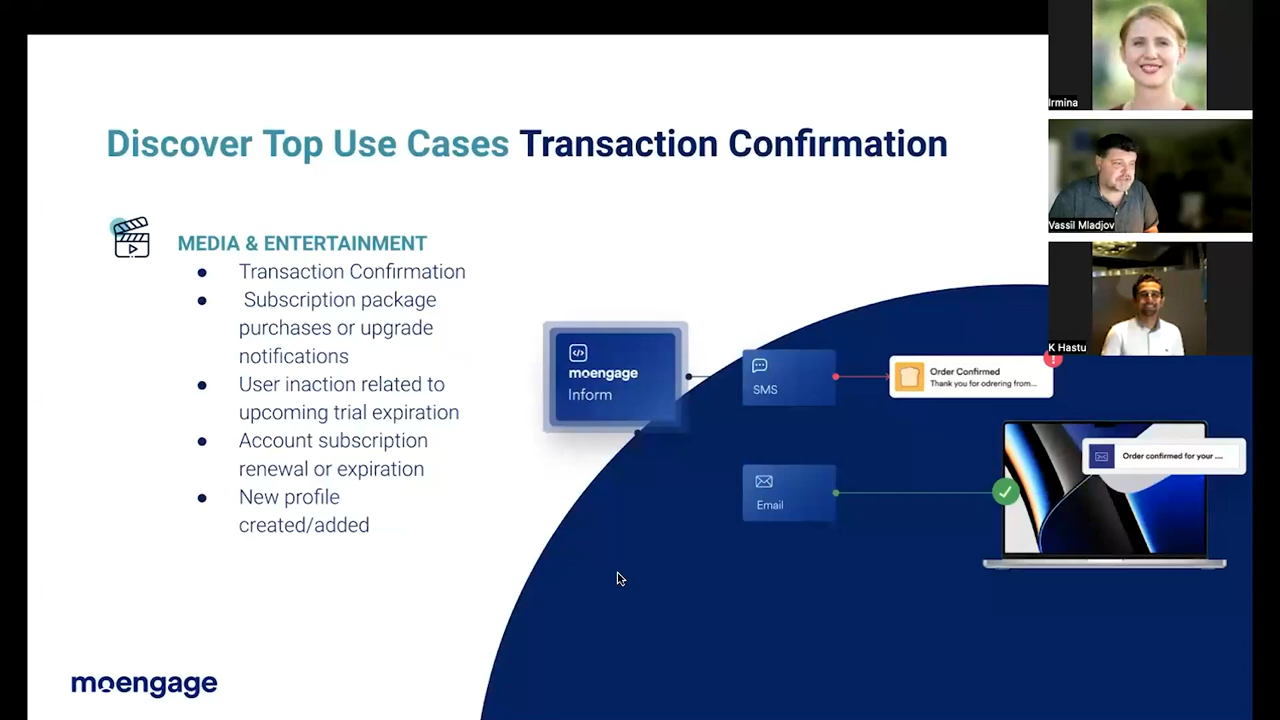 Discover Top Use Cases Transaction Confirmation
MEDIA & ENTERTAINMENT
● Transaction Confirmation
● Subscription package
purchases or upgrade
notifications
● User inaction related to
upcoming trial expiration
● Account subscription
renewal or expiration
● New profile
created/added
moengage
Inform
SMS
Order Confirmed
Thank you for odrering from...
!
Email
Order confirmed for your ....
moengage
Irmina
Vassil Mladjov
K Hastu